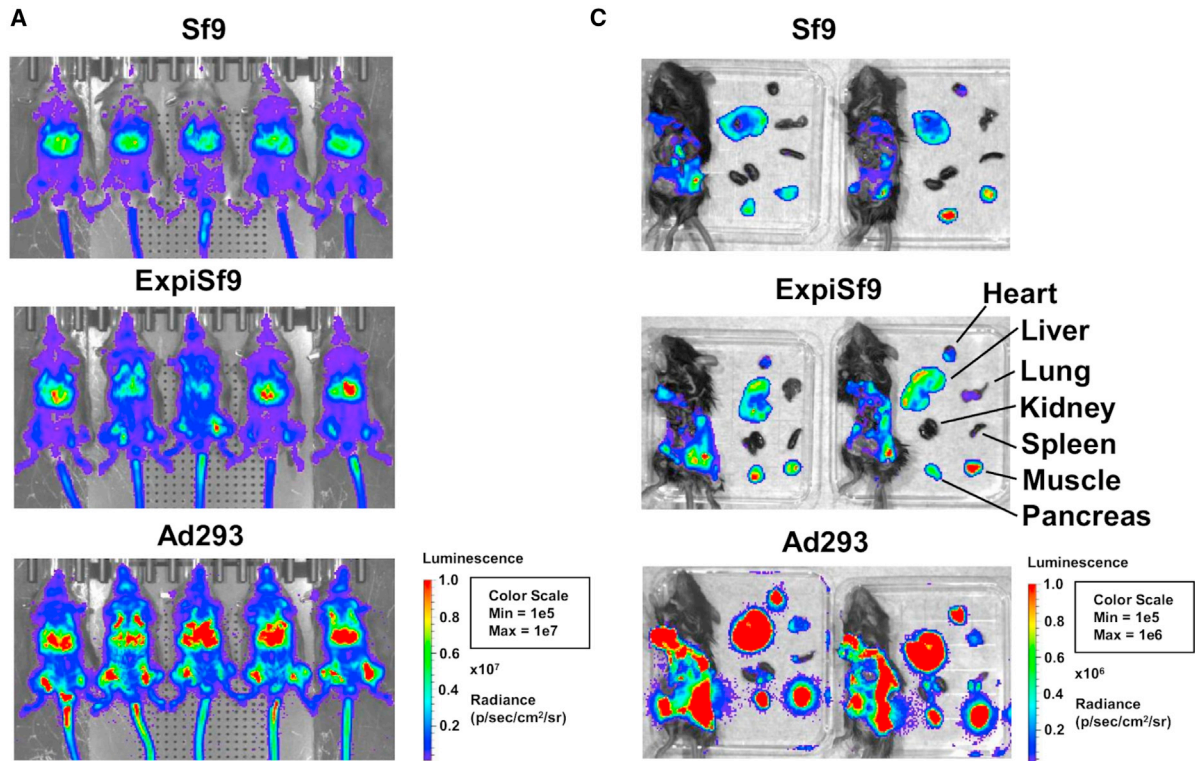 A
Sf9
ExpiSf9
Ad293
Luminescence
1.0
0.8
0.6
0.4
0.2
Color Scale
Min = 1e5
Max = 1e7
x10⁷
Radiance
(p/sec/cm²/sr)
C
Sf9
ExpiSf9
Heart
Liver
Lung
Kidney
Spleen
Muscle
Pancreas
Ad293
Luminescence
1.0
0.8
0.6
0.4
0.2
Color Scale
Min = 1e5
Max = 1e6
x10⁶
Radiance
(p/sec/cm²/sr)